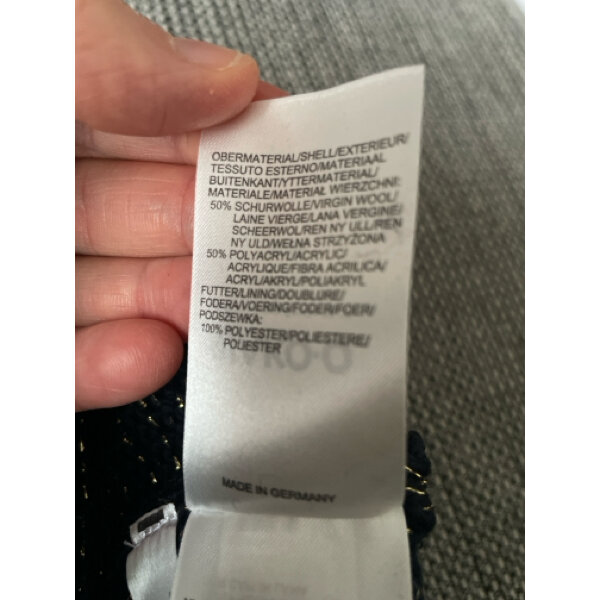 OBERMATERIAL/SHELL/EXTERIEUR/
TESSUTO ESTERNO/MATERIAAL
BUITENKANT/YTTERMATERIAL/
MATERIALE/MATERIAŁ WIERZCHNI:
50% SCHURWOLLE/VIRGIN WOOL/
LAINE VIERGE/LANA VERGINE/
SCHEERWOL/REN NY ULL/REN
NY ULD/WEŁNA STRZYŻONA
50% POLYACRYL/ACRYLIC/
ACRYLIQUE/FIBRA ACRILICA/
ACRYL/AKRYL/POLIAKRYL
FUTTER/LINING/DOUBLURE/
FODERA/VOERING/FODER/FOER/
PODSZEWKA:
100% POLYESTER/POLIESTERE/
POLIESTER
MADE IN GERMANY